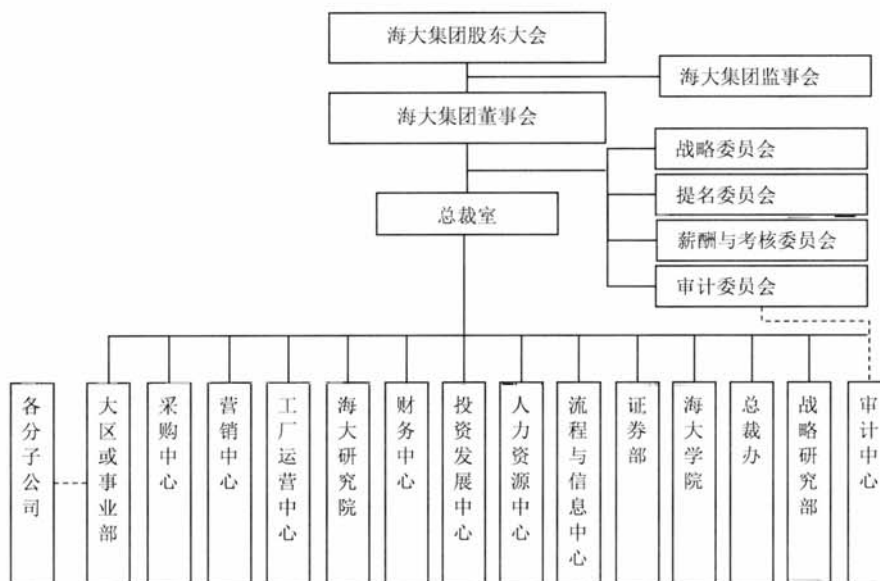 海大集团股东大会
海大集团监事会
海大集团董事会
战略委员会
提名委员会
总裁室
薪酬与考核委员会
审计委员会
各分子公司
大区或事业部
采购中心
营销中心
工厂运营中心
海大研究院
财务中心
投资发展中心
人力资源中心
流程与信息中心
证券部
海大学院
总裁办
战略研究部
审计中心